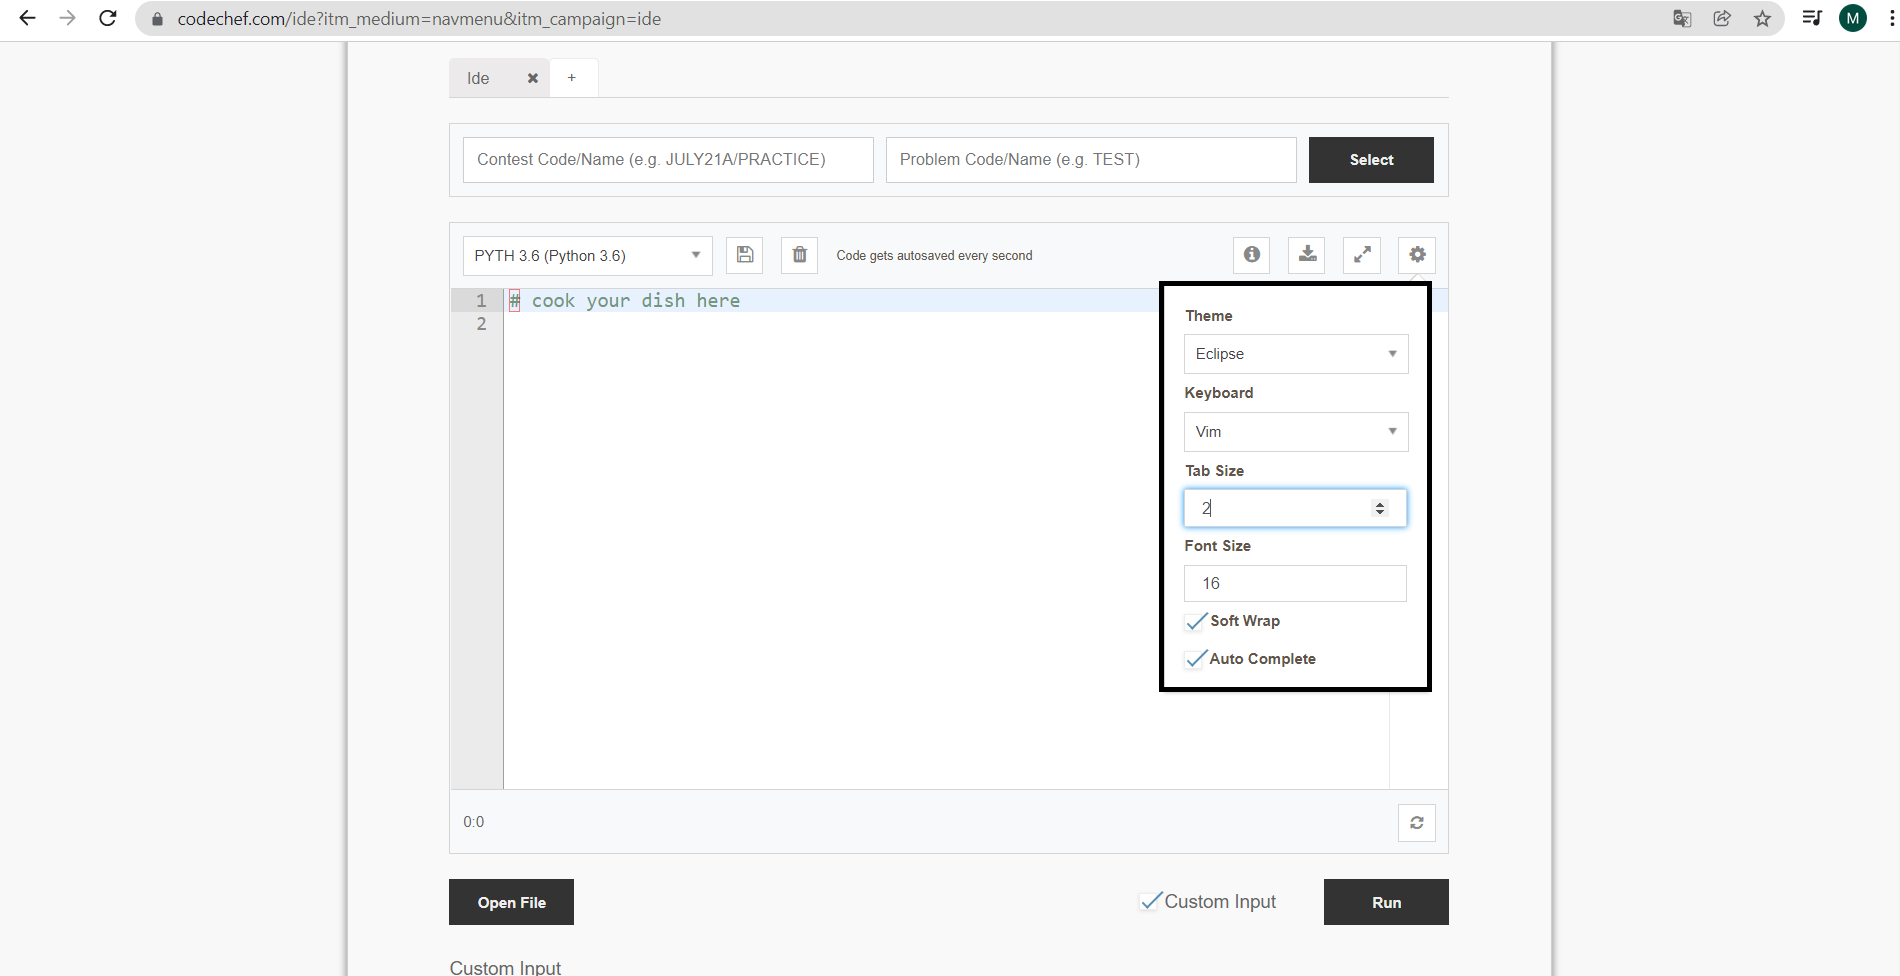 codechef.com/ide?itm_medium=navmenu&itm_campaign=ide
M
Ide
+
Contest Code/Name (e.g. JULY21A/PRACTICE)
Problem Code/Name (e.g. TEST)
Select
PYTH 3.6 (Python 3.6)
Code gets autosaved every second
1 # cook your dish here
2
Theme
Eclipse
Keyboard
Vim
Tab Size
2
Font Size
16
Soft Wrap
Auto Complete
0:0
Open File
Custom Input
Run
Custom Input